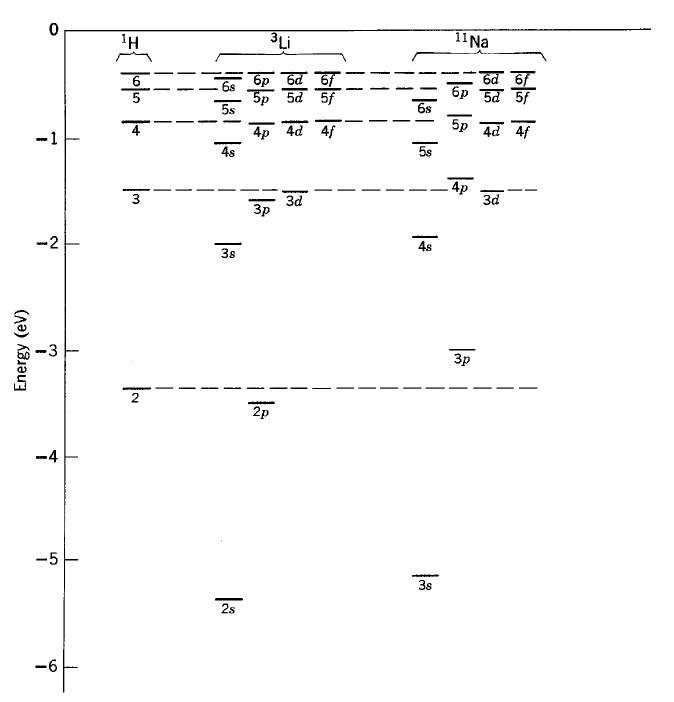 0
¹H ³Li ¹¹Na
6 6s 6p 6d 6f 6p 6d 6f
5 5s 5p 5d 5f 6s 5d 5f
−1 4 4s 4p 4d 4f 5s 5p 4d 4f
3 3p 3d 4p 3d
−2 3s 4s
−3 3p
2 2p
−4
−5
2s 3s
−6
Energy (eV)